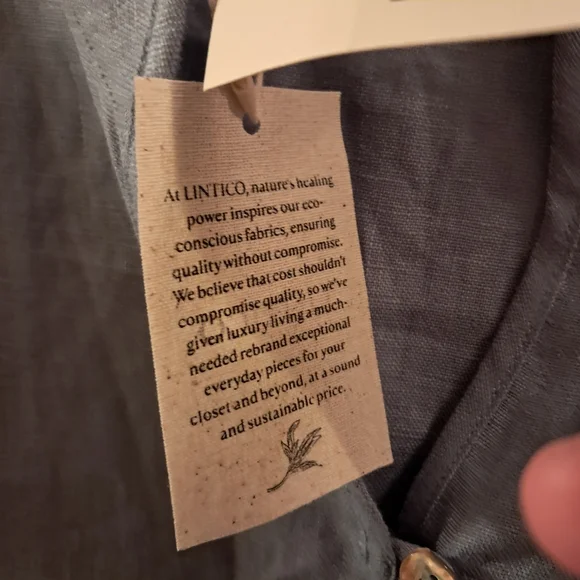 At LINTICO, nature's healing
power inspires our eco-
conscious fabrics, ensuring
quality without compromise.
We believe that cost shouldn't
compromise quality, so we've
given luxury living a much-
needed rebrand exceptional
everyday pieces for your
closet and beyond, at a sound
and sustainable price.